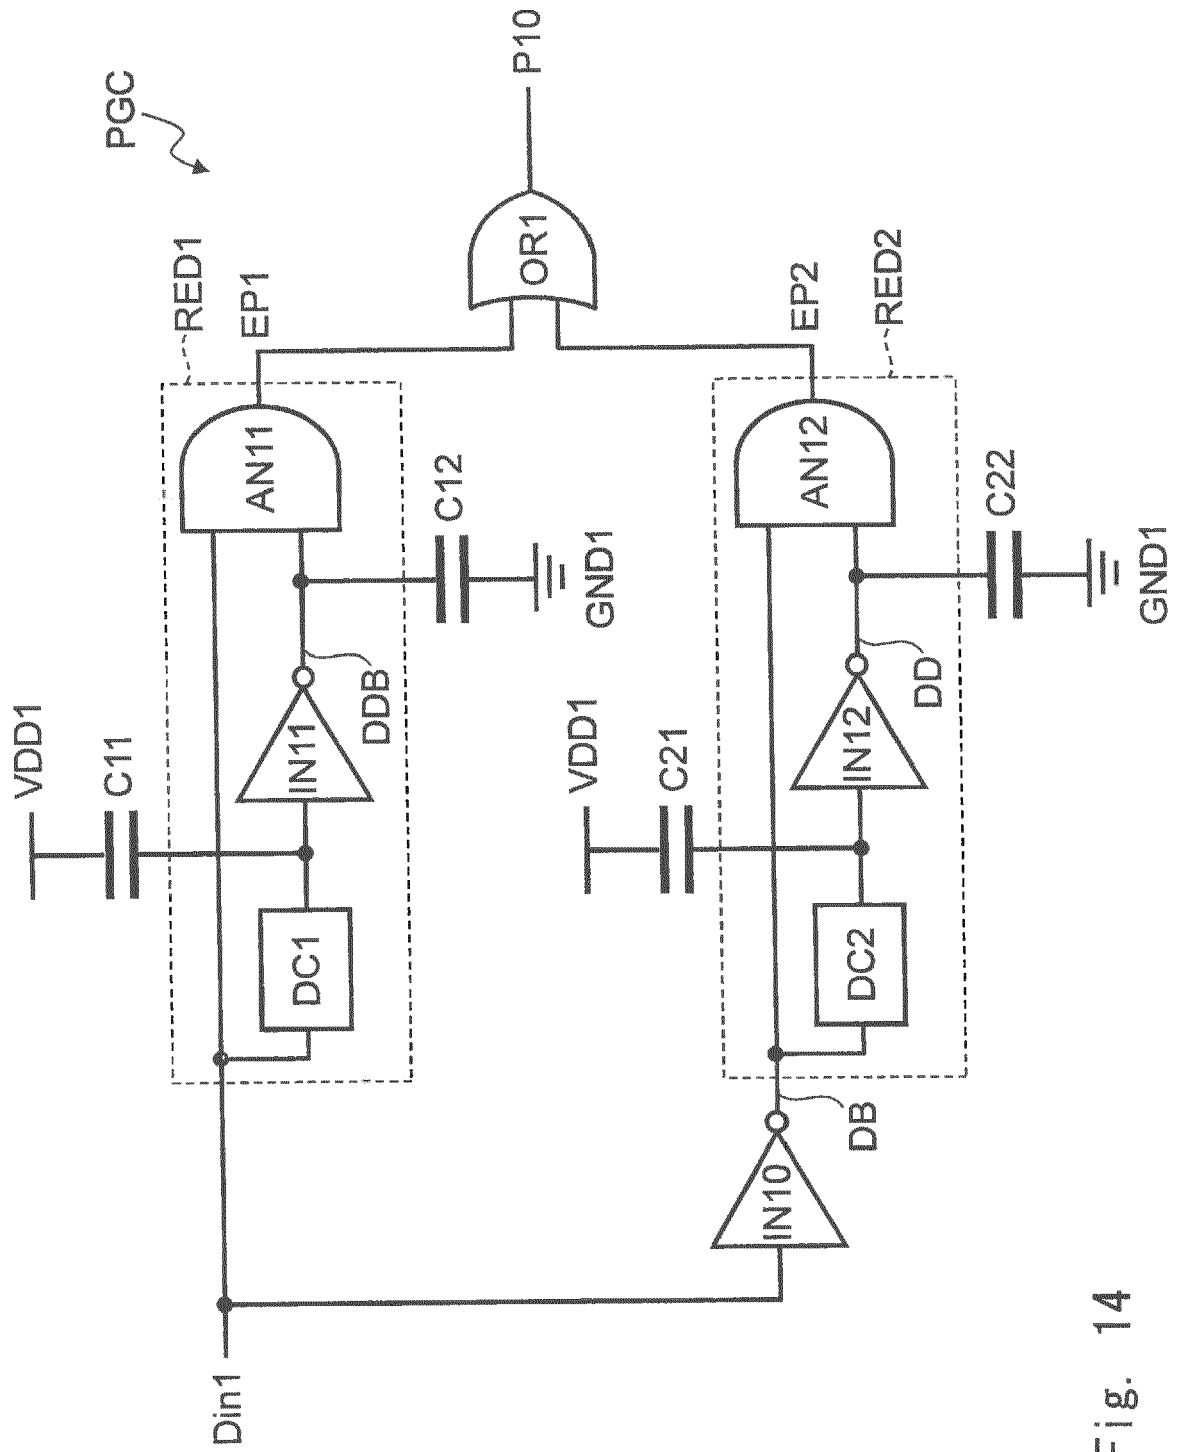 PGC
VDD1
C11
RED1
EP1
Din1
DC1
IN11
DDB
AN11
C12
GND1
OR1
P10
VDD1
C21
EP2
RED2
IN10
DB
DC2
IN12
DD
AN12
C22
GND1
Fig. 14